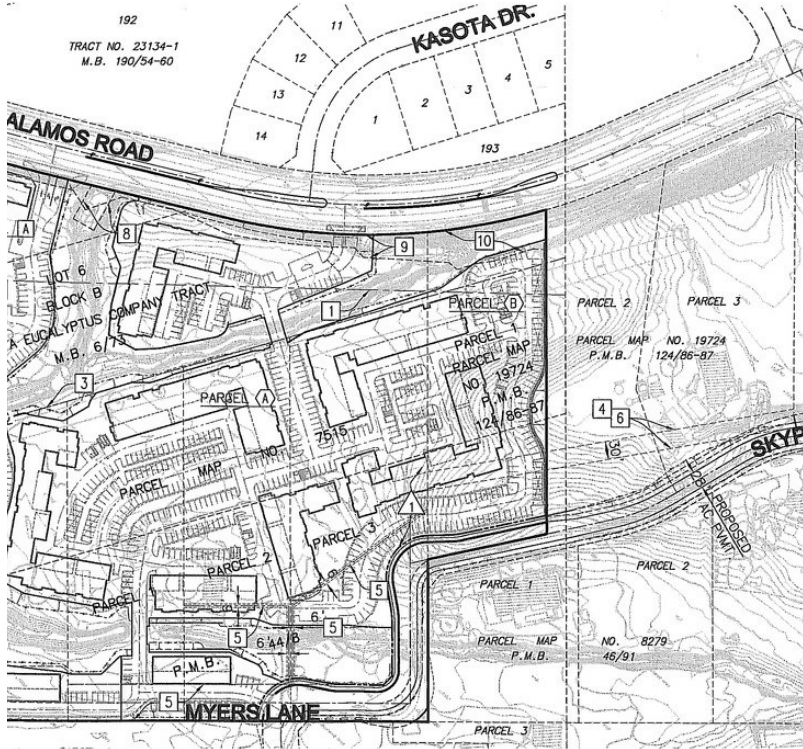 192
TRACT NO. 23134-1
M.B. 190/54-60
11
12
13
14
KASOTA DR.
1
2
3
4
5
193
ALAMOS ROAD
A
8
9
10
LOT 6
BLOCK B
A EUCALYPTUS COMPANY TRACT
M.B. 6/13
1
3
PARCEL B
PARCEL 1
PARCEL MAP
NO. 19724
P.M.B.
124/86-87
PARCEL 2
PARCEL 3
PARCEL MAP NO. 19724
P.M.B. 124/86-87
PARCEL A
PARCEL MAP NO. 7515
4
6
30
SKYP
28' PROPOSED
AC PVMT
1
PARCEL 3
PARCEL 2
PARCEL
5
5
5
6'
6'
44/8
P.M.B.
5
MYERS LANE
PARCEL 1
PARCEL 2
PARCEL MAP NO. 8279
P.M.B. 46/91
PARCEL 3